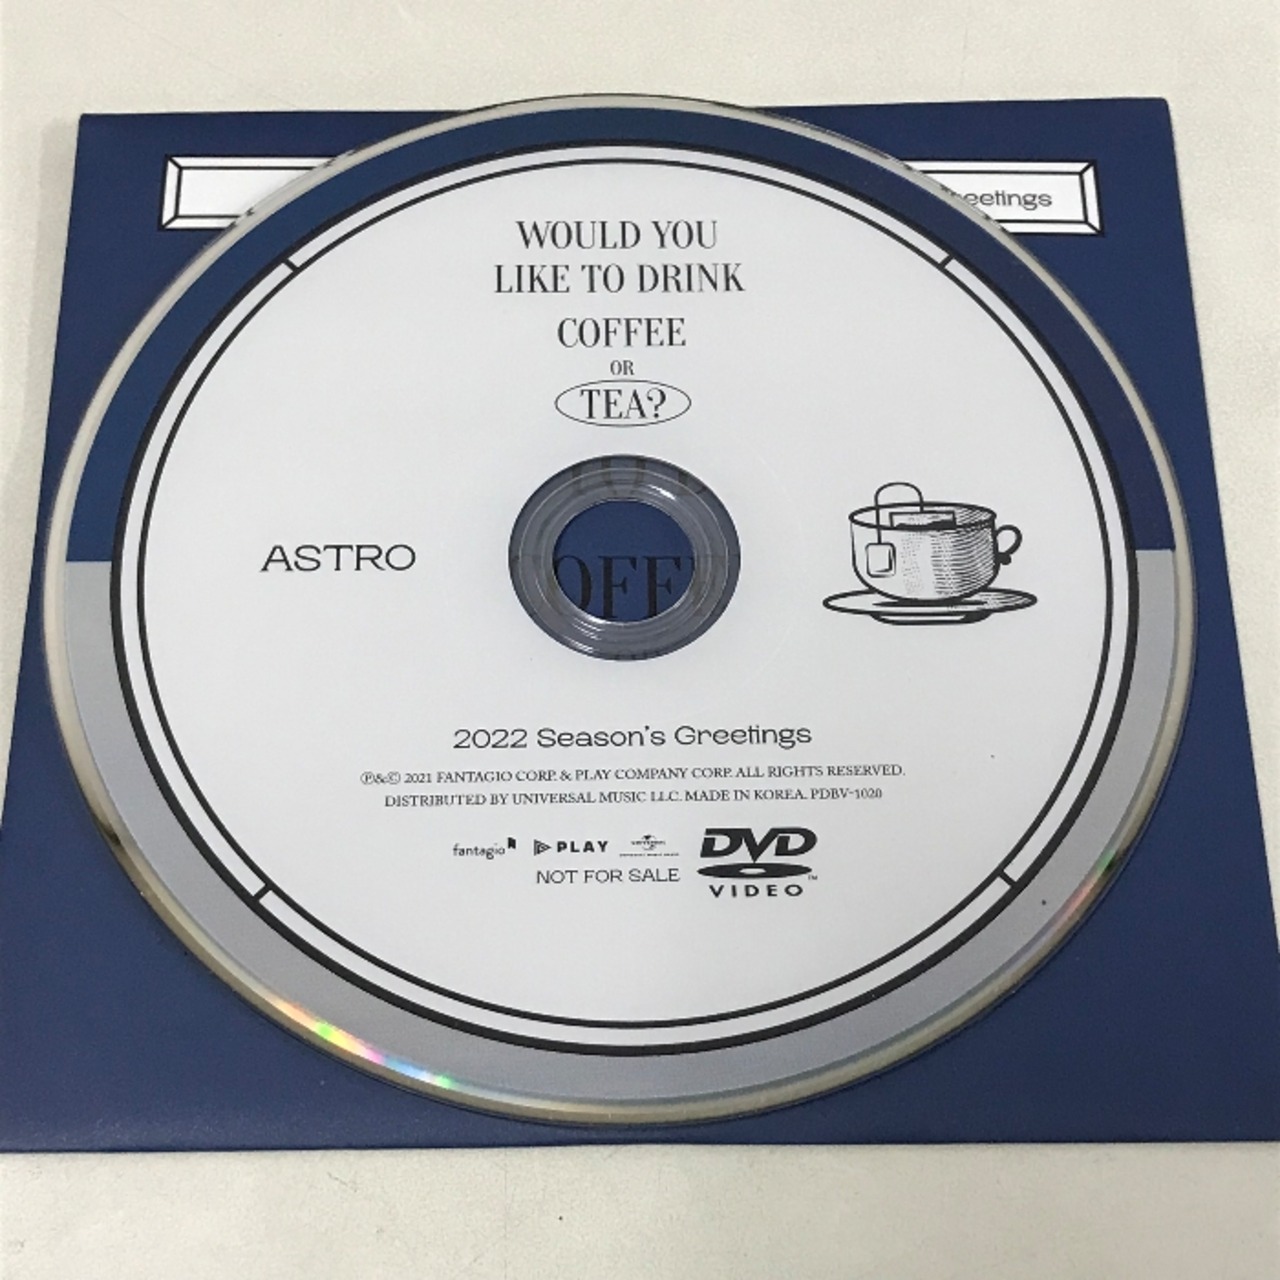 WOULD YOU
LIKE TO DRINK
COFFEE
OR
TEA?
ASTRO
2022 Season's Greetings
Ⓟ&© 2021 FANTAGIO CORP. & PLAY COMPANY CORP. ALL RIGHTS RESERVED.
DISTRIBUTED BY UNIVERSAL MUSIC LLC. MADE IN KOREA. PDBV-1020
fantagio PLAY UNIVERSAL
NOT FOR SALE
DVD
VIDEO
TM